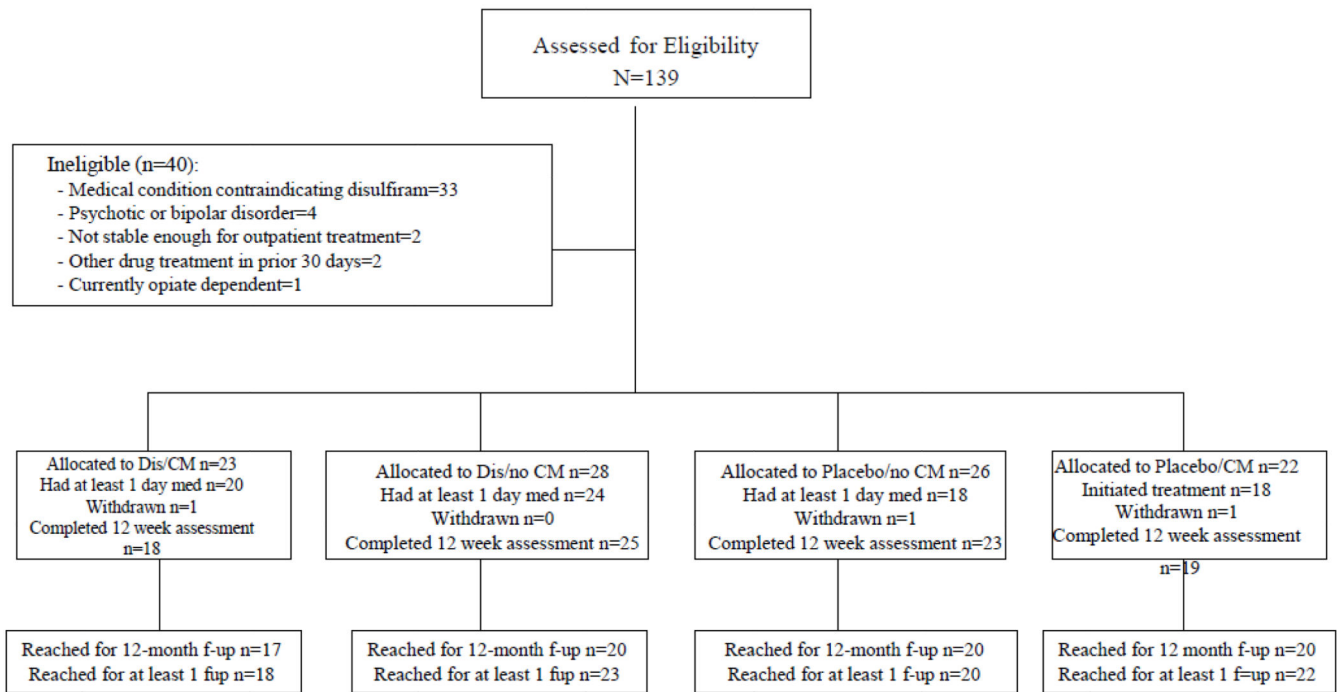 Assessed for Eligibility
N=139
Ineligible (n=40):
- Medical condition contraindicating disulfiram=33
- Psychotic or bipolar disorder=4
- Not stable enough for outpatient treatment=2
- Other drug treatment in prior 30 days=2
- Currently opiate dependent=1
Allocated to Dis/CM n=23
Had at least 1 day med n=20
Withdrawn n=1
Completed 12 week assessment
n=18
Allocated to Dis/no CM n=28
Had at least 1 day med n=24
Withdrawn n=0
Completed 12 week assessment n=25
Allocated to Placebo/no CM n=26
Had at least 1 day med n=18
Withdrawn n=1
Completed 12 week assessment n=23
Allocated to Placebo/CM n=22
Initiated treatment n=18
Withdrawn n=1
Completed 12 week assessment
n=19
Reached for 12-month f-up n=17
Reached for at least 1 fup n=18
Reached for 12-month f-up n=20
Reached for at least 1 fup n=23
Reached for 12-month f-up n=20
Reached for at least 1 f-up n=20
Reached for 12 month f-up n=20
Reached for at least 1 f=up n=22